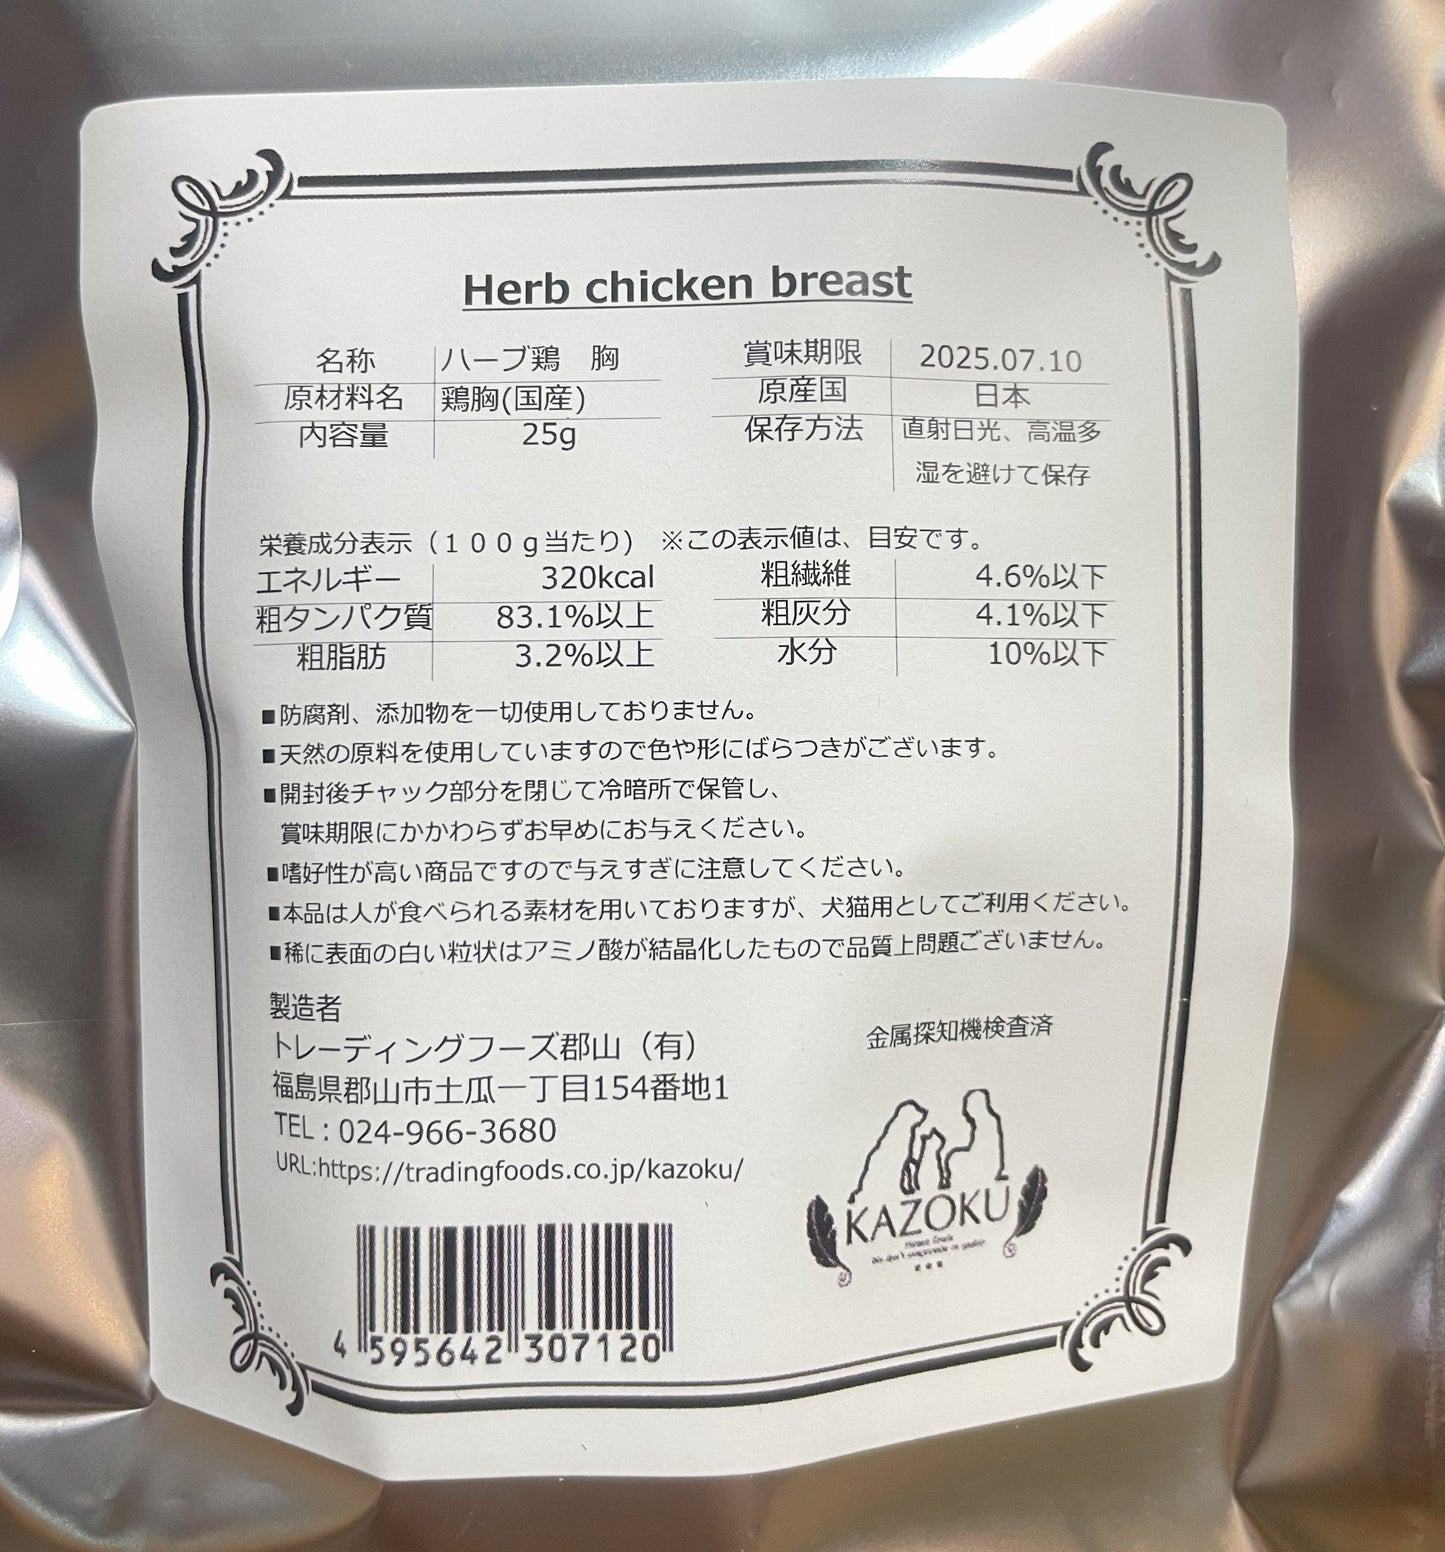 Herb chicken breast
名称 ハーブ鶏 胸
原材料名 鶏胸(国産)
内容量 25g
賞味期限 2025.07.10
原産国 日本
保存方法 直射日光、高温多
湿を避けて保存
栄養成分表示（１００ｇ当たり） ※この表示値は、目安です。
エネルギー 320kcal
粗タンパク質 83.1%以上
粗脂肪 3.2%以上
粗繊維 4.6%以下
粗灰分 4.1%以下
水分 10%以下
■防腐剤、添加物を一切使用しておりません。
■天然の原料を使用していますので色や形にばらつきがございます。
■開封後チャック部分を閉じて冷暗所で保管し、
賞味期限にかかわらずお早めにお与えください。
■嗜好性が高い商品ですので与えすぎに注意してください。
■本品は人が食べられる素材を用いておりますが、犬猫用としてご利用ください。
■稀に表面の白い粒状はアミノ酸が結晶化したもので品質上問題ございません。
製造者
トレーディングフーズ郡山（有）
福島県郡山市土瓜一丁目154番地1
TEL：024-966-3680
URL:https://tradingfoods.co.jp/kazoku/
金属探知機検査済
KAZOKU
4 595642 307120